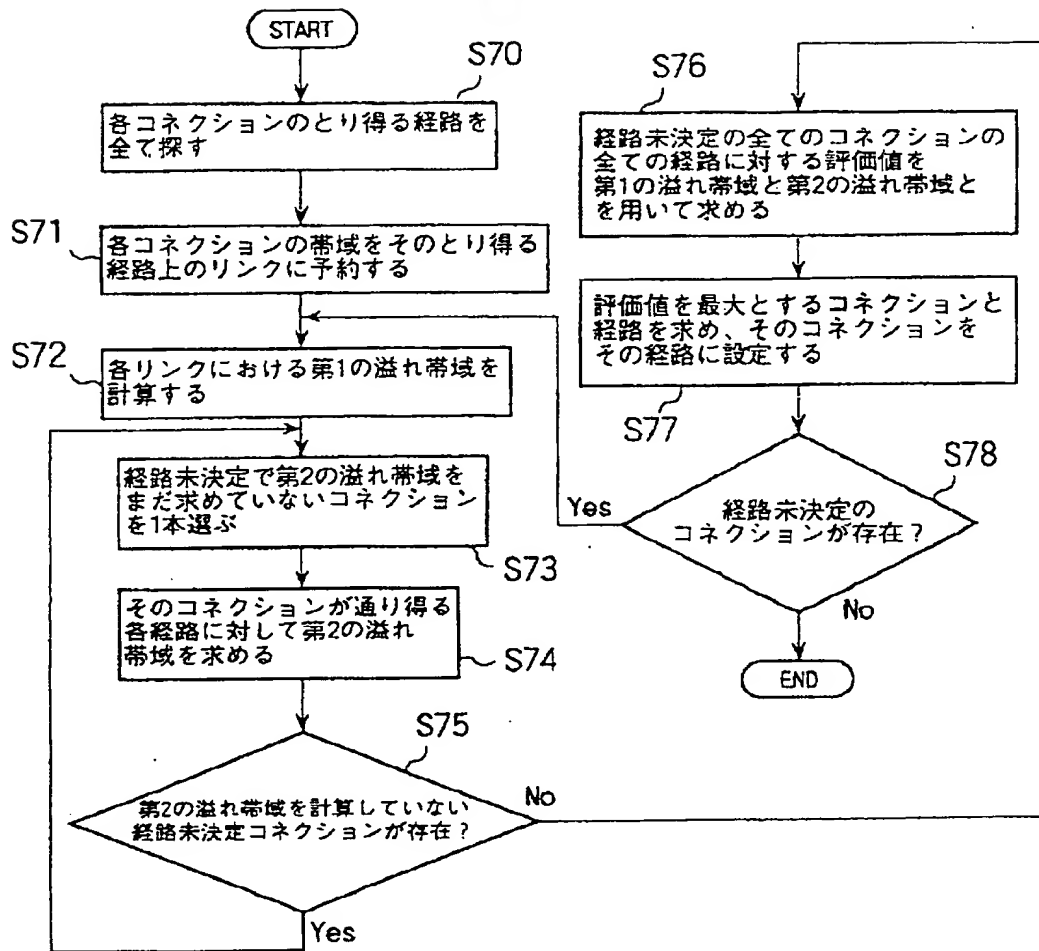 START
S70
各コネクションのとり得る経路を
全て探す
S71
各コネクションの帯域をそのとり得る
経路上のリンクに予約する
S72
各リンクにおける第1の溢れ帯域を
計算する
経路未決定で第2の溢れ帯域を
まだ求めていないコネクション
を1本選ぶ
S73
そのコネクションが通り得る
各経路に対して第2の溢れ
帯域を求める
S74
S75
第2の溢れ帯域を計算していない
経路未決定コネクションが存在?
No
Yes
S76
経路未決定の全てのコネクションの
全ての経路に対する評価値を
第1の溢れ帯域と第2の溢れ帯域と
を用いて求める
評価値を最大とするコネクションと
経路を求め、そのコネクションを
その経路に設定する
S77
S78
経路未決定の
コネクションが存在?
Yes
No
END